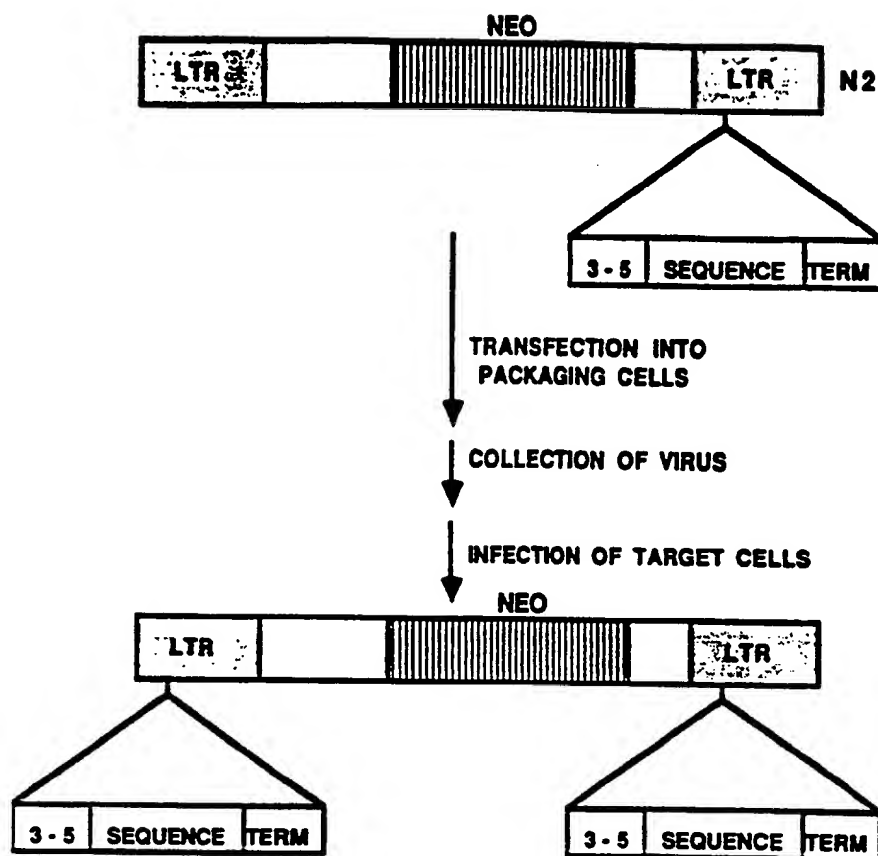 NEO
LTR LTR N2
3 - 5 SEQUENCE TERM
TRANSFECTION INTO
PACKAGING CELLS
COLLECTION OF VIRUS
INFECTION OF TARGET CELLS
NEO
LTR LTR
3 - 5 SEQUENCE TERM 3 - 5 SEQUENCE TERM